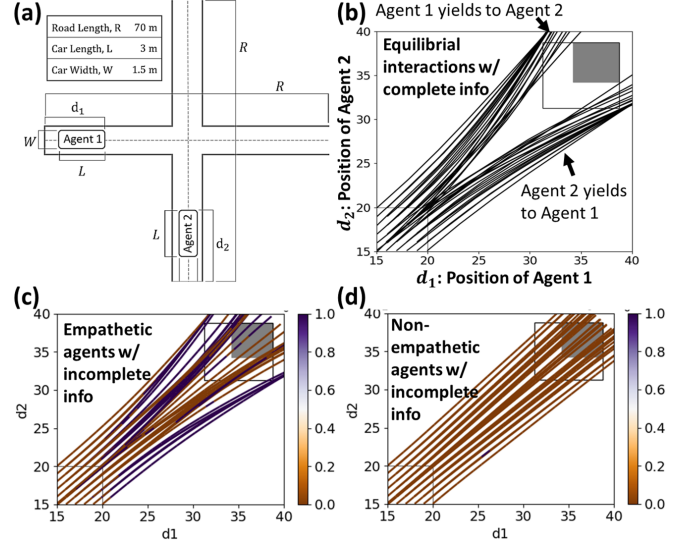 (a)
Road Length, R 70 m
Car Length, L 3 m
Car Width, W 1.5 m
R
R
d1
W
Agent 1
L
L
Agent 2
d2
(b)
Agent 1 yields to Agent 2
Equilibrial
interactions w/
complete info
Agent 2 yields
to Agent 1
d2: Position of Agent 2
40
35
30
25
20
15
15 20 25 30 35 40
d1: Position of Agent 1
(c)
Empathetic
agents w/
incomplete
info
d2
40
35
30
25
20
15
15 20 25 30 35 40
d1
1.0
0.8
0.6
0.4
0.2
0.0
(d)
Non-
empathetic
agents w/
incomplete
info
d2
40
35
30
25
20
15
15 20 25 30 35 40
d1
1.0
0.8
0.6
0.4
0.2
0.0